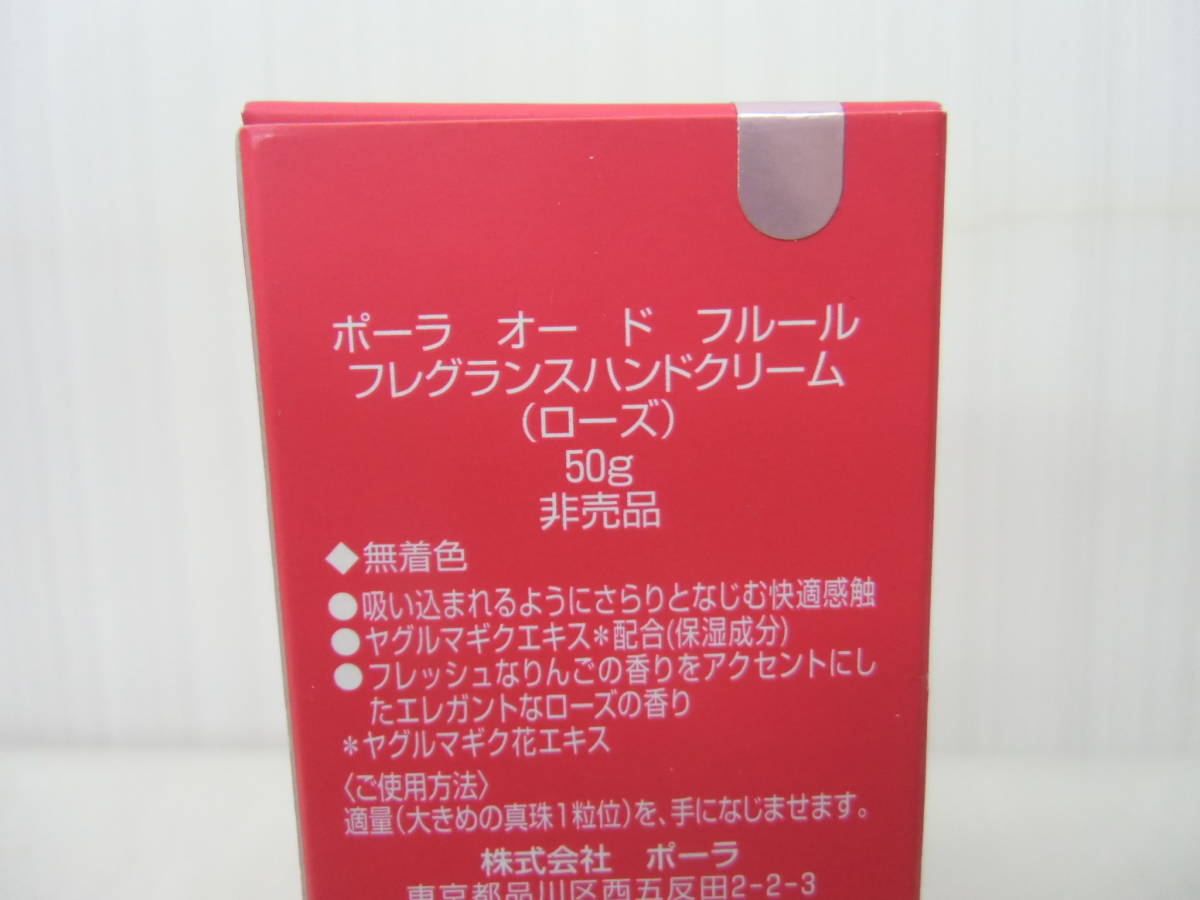 ポーラ　オー　ド　フルール
フレグランスハンドクリーム
（ローズ）
50g
非売品
◆無着色
●吸い込まれるようにさらりとなじむ快適感触
●ヤグルマギクエキス＊配合(保湿成分)
●フレッシュなりんごの香りをアクセントにし
たエレガントなローズの香り
＊ヤグルマギク花エキス
〈ご使用方法〉
適量(大きめの真珠1粒位)を、手になじませます。
株式会社　ポーラ
東京都品川区西五反田2-2-3